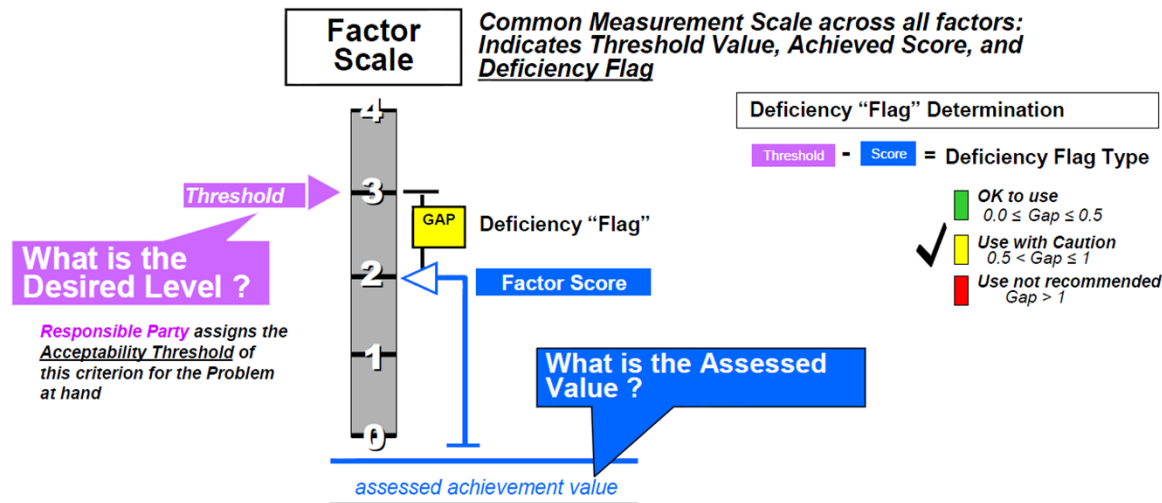 Factor
Scale
Common Measurement Scale across all factors:
Indicates Threshold Value, Achieved Score, and
Deficiency Flag
4
3
2
1
0
Threshold
What is the
Desired Level ?
Responsible Party assigns the
Acceptability Threshold of
this criterion for the Problem
at hand
GAP
Deficiency “Flag”
Factor Score
What is the Assessed
Value ?
assessed achievement value
Deficiency “Flag” Determination
Threshold - Score = Deficiency Flag Type
OK to use
0.0 ≤ Gap ≤ 0.5
Use with Caution
0.5 < Gap ≤ 1
Use not recommended
Gap > 1